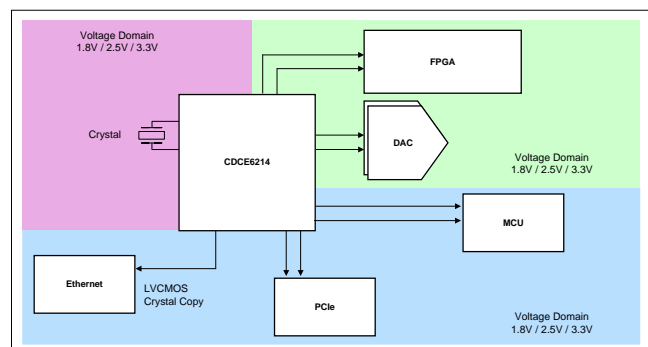 Voltage Domain
1.8V / 2.5V / 3.3V
FPGA
Crystal
CDCE6214
DAC
Voltage Domain
1.8V / 2.5V / 3.3V
MCU
Ethernet
LVCMOS
Crystal Copy
PCIe
Voltage Domain
1.8V / 2.5V / 3.3V